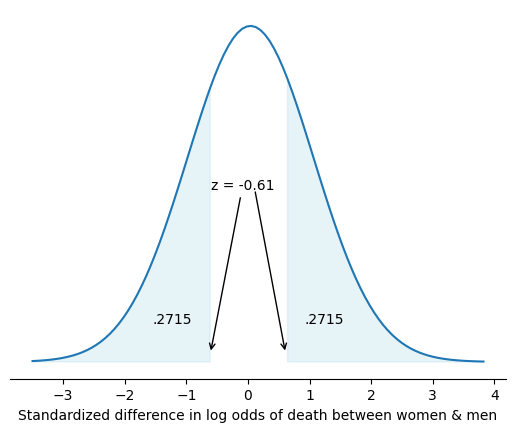 z = -0.61
.2715 .2715
−3 −2 −1 0 1 2 3 4
Standardized difference in log odds of death between women & men